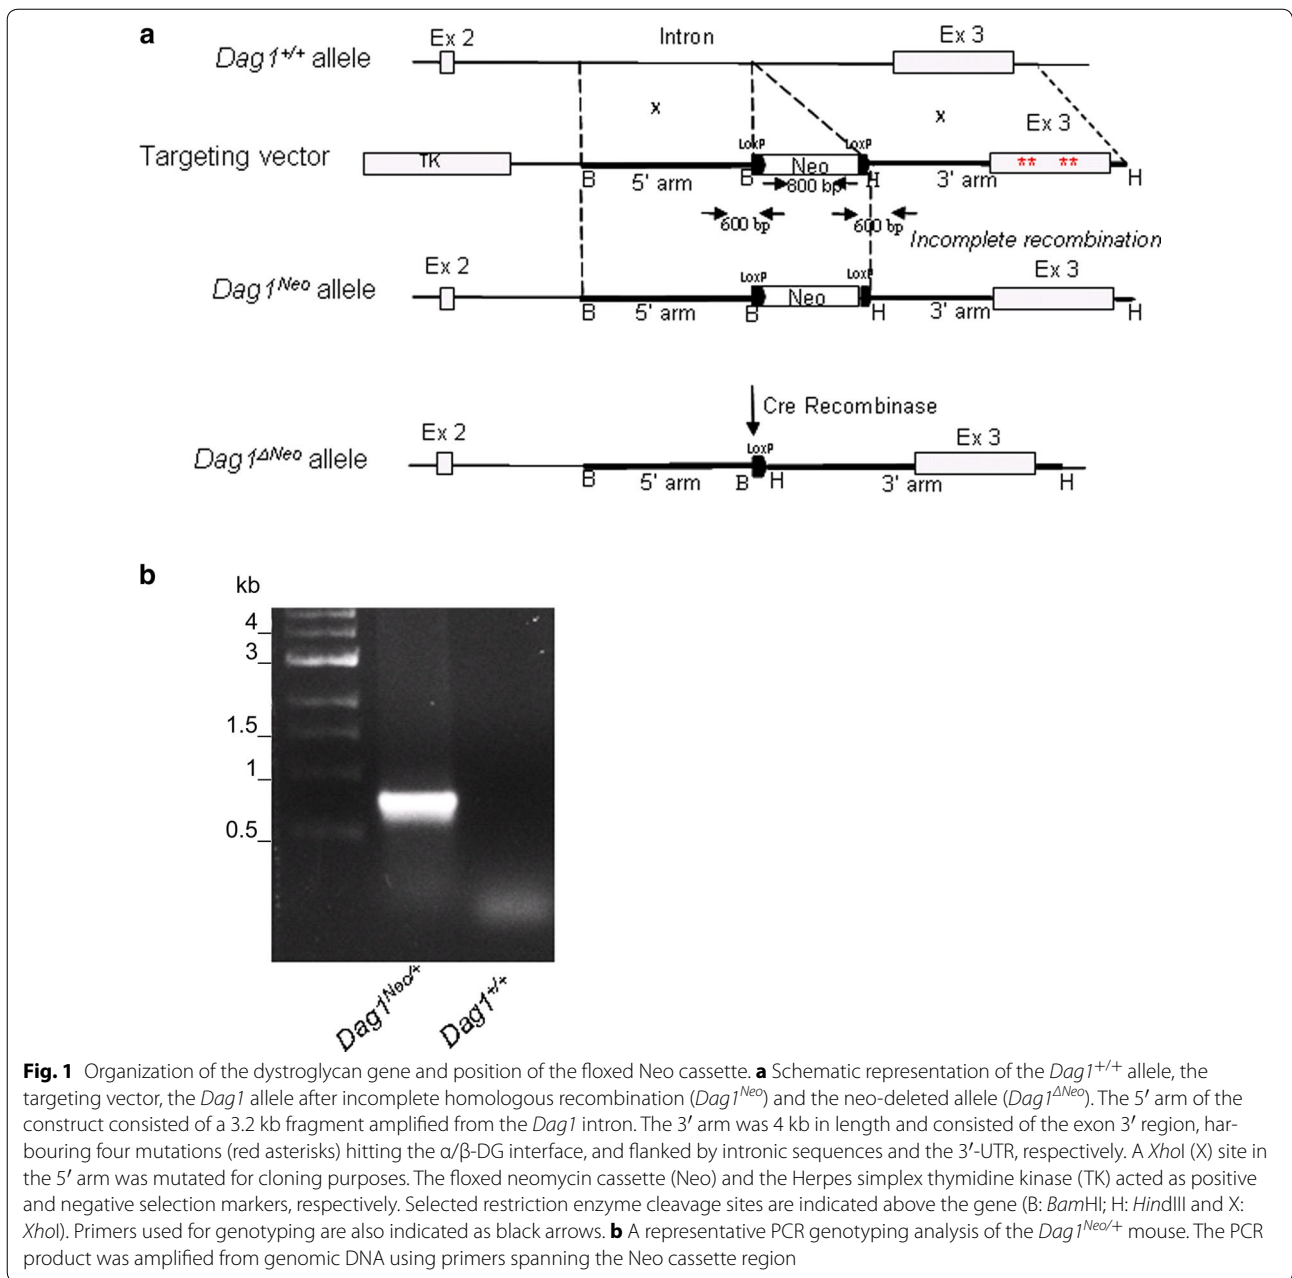 a
Ex 2 Intron Ex 3
Dag1+/+ allele
x x
Ex 3
LoxP LoxP
Targeting vector TK Neo ** **
B 5' arm B 800 bp H 3' arm H
600 bp 600 bp
Incomplete recombination
Ex 2 LoxP LoxP Ex 3
Dag1Neo allele Neo
B 5' arm B H 3' arm H
Cre Recombinase
Ex 2 LoxP Ex 3
Dag1ΔNeo allele
B 5' arm B H 3' arm H
b
kb
4
3
1.5
1
0.5
Dag1Neo/+ Dag1+/+
Fig. 1 Organization of the dystroglycan gene and position of the floxed Neo cassette. a Schematic representation of the Dag1+/+ allele, the
targeting vector, the Dag1 allele after incomplete homologous recombination (Dag1Neo) and the neo-deleted allele (Dag1ΔNeo). The 5′ arm of the
construct consisted of a 3.2 kb fragment amplified from the Dag1 intron. The 3′ arm was 4 kb in length and consisted of the exon 3′ region, har-
bouring four mutations (red asterisks) hitting the α/β-DG interface, and flanked by intronic sequences and the 3′-UTR, respectively. A XhoI (X) site in
the 5′ arm was mutated for cloning purposes. The floxed neomycin cassette (Neo) and the Herpes simplex thymidine kinase (TK) acted as positive
and negative selection markers, respectively. Selected restriction enzyme cleavage sites are indicated above the gene (B: BamHI; H: HindIII and X:
XhoI). Primers used for genotyping are also indicated as black arrows. b A representative PCR genotyping analysis of the Dag1Neo/+ mouse. The PCR
product was amplified from genomic DNA using primers spanning the Neo cassette region